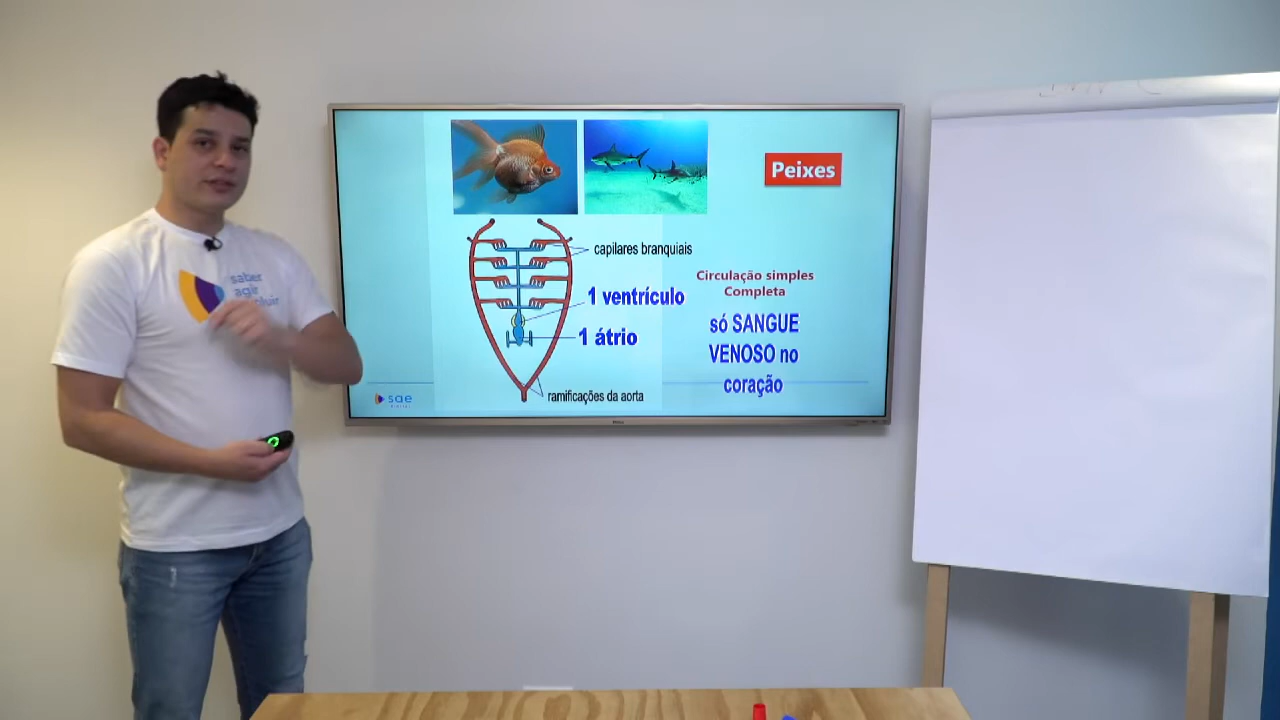 saber
agir
Peixes
capilares branquiais
Circulação simples
Completa
1 ventrículo
só SANGUE
VENOSO no
coração
1 átrio
ramificações da aorta
sae